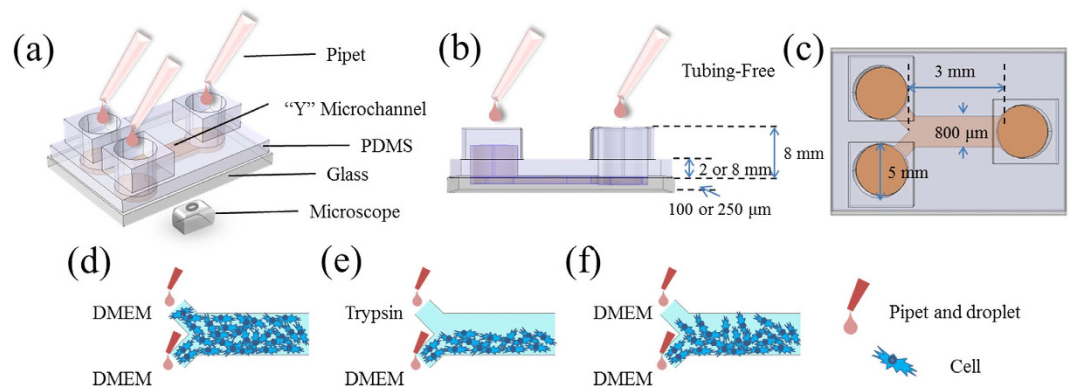 (a)
Pipet
"Y" Microchannel
PDMS
Glass
Microscope
(b)
Tubing-Free
8 mm
2 or 8 mm
100 or 250 μm
(c)
3 mm
800 μm
5 mm
(d)
DMEM
DMEM
(e)
Trypsin
DMEM
(f)
DMEM
DMEM
Pipet and droplet
Cell